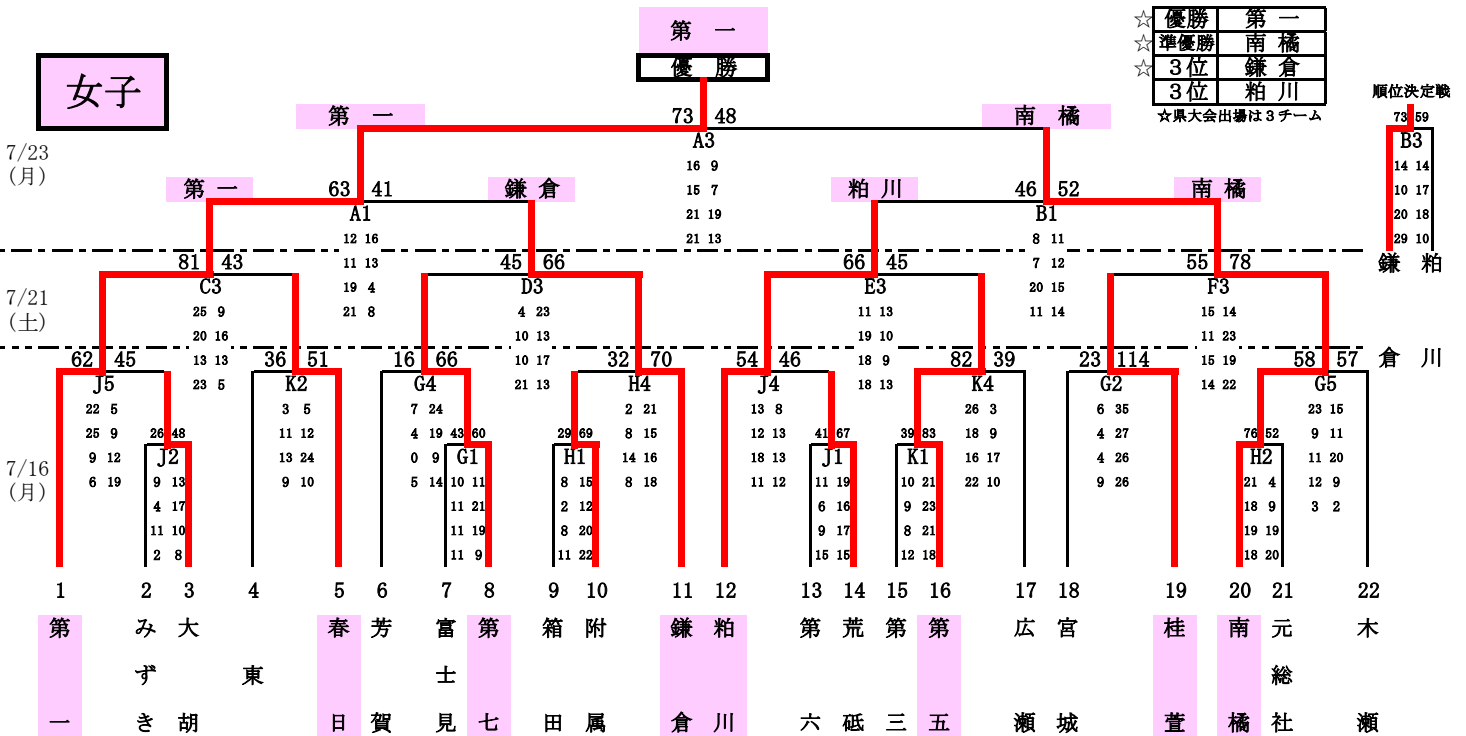 第 一
優 勝
女子
☆ 優勝 第 一
☆ 準優勝 南 橘
☆ 3位 鎌 倉
3位 粕 川
☆県大会出場は3チーム
順位決定戦
73 59
B3
14 14
10 17
20 18
29 10
鎌倉 粕川
7/23
(月)
第 一 73 48 南 橘
A3
16 9
15 7
21 19
21 13
第 一 63 41 鎌 倉
A1
12 16
11 13
19 4
21 8
粕 川 46 52 南 橘
B1
8 11
7 12
20 15
11 14
7/21
(土)
81 43
C3
25 9
20 16
13 13
23 5
45 66
D3
4 23
10 13
10 17
21 13
66 45
E3
11 13
19 10
18 9
18 13
55 78
F3
15 14
11 23
15 19
14 22
7/16
(月)
62 45
J5
22 5
25 9
9 12
6 19
26 48
J2
9 13
4 17
11 10
2 8
36 51
K2
3 5
11 12
13 24
9 10
16 66
G4
7 24
4 19
0 9
5 14
43 60
G1
10 11
11 21
11 19
11 9
32 70
H4
2 21
8 15
14 16
8 18
29 69
H1
8 15
2 12
8 20
11 22
54 46
J4
13 8
12 13
18 13
11 12
41 67
J1
11 19
6 16
9 17
15 15
82 39
K4
26 3
18 9
16 17
22 10
39 83
K1
10 21
9 23
8 21
12 18
23 114
G2
6 35
4 27
4 26
9 26
58 57
G5
23 15
9 11
11 20
12 9
3 2
76 52
H2
21 4
18 9
19 19
18 20
1 2 3 4 5 6 7 8 9 10 11 12 13 14 15 16 17 18 19 20 21 22
第一
みずき
大胡
東
春日
芳賀
富士見
第七
箱田
附属
鎌倉
粕川
第六
荒砥
第三
第五
広瀬
宮城
桂萱
南橘
元総社
木瀬